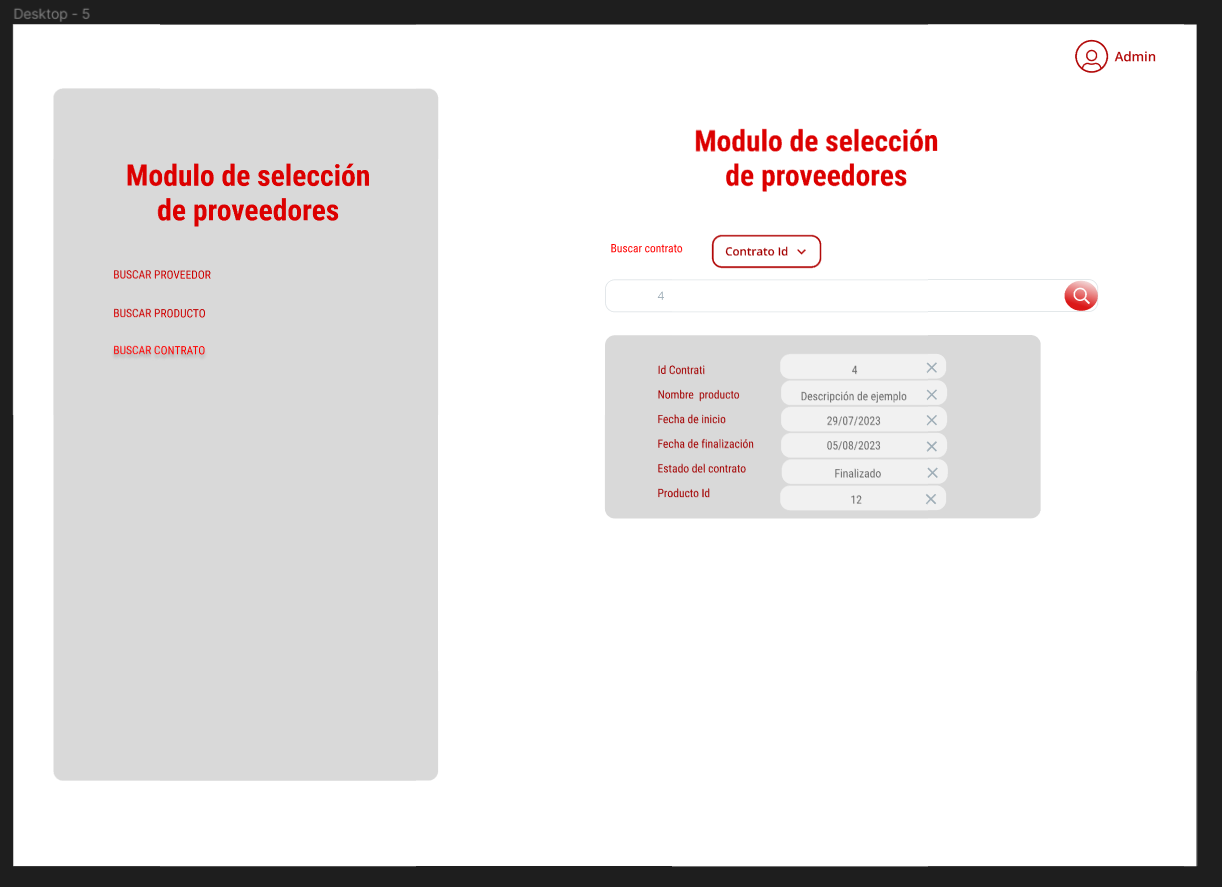 Desktop - 5
Admin
Modulo de selección
de proveedores
BUSCAR PROVEEDOR
BUSCAR PRODUCTO
BUSCAR CONTRATO
Modulo de selección
de proveedores
Buscar contrato
Contrato Id
4
Id Contrati 4
Nombre producto Descripción de ejemplo
Fecha de inicio 29/07/2023
Fecha de finalización 05/08/2023
Estado del contrato Finalizado
Producto Id 12